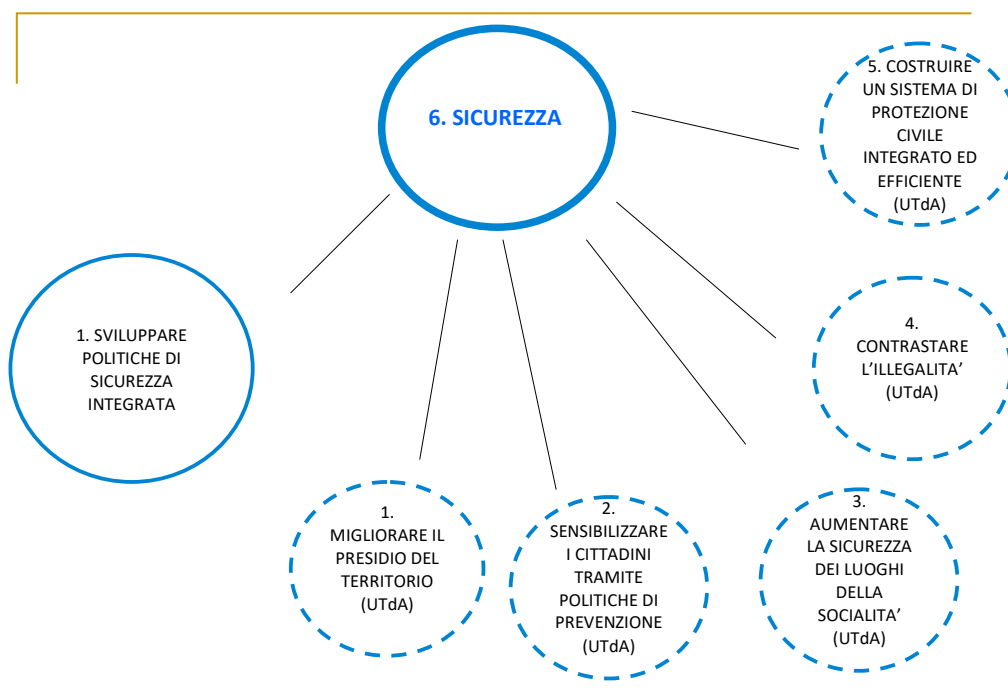 6. SICUREZZA
5. COSTRUIRE
UN SISTEMA DI
PROTEZIONE
CIVILE
INTEGRATO ED
EFFICIENTE
(UTdA)
1. SVILUPPARE
POLITICHE DI
SICUREZZA
INTEGRATA
4.
CONTRASTARE
L’ILLEGALITA’
(UTdA)
1.
MIGLIORARE IL
PRESIDIO DEL
TERRITORIO
(UTdA)
2.
SENSIBILIZZARE
I CITTADINI
TRAMITE
POLITICHE DI
PREVENZIONE
(UTdA)
3.
AUMENTARE
LA SICUREZZA
DEI LUOGHI
DELLA
SOCIALITA’
(UTdA)